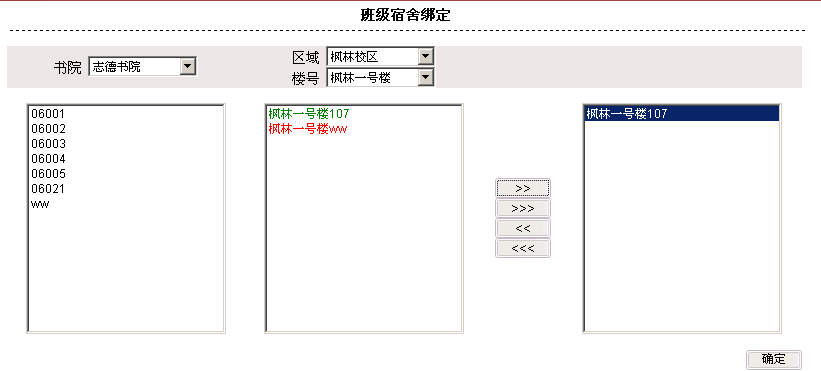 班级宿舍绑定
书院 志德书院
区域 枫林校区
楼号 枫林一号楼
06001
06002
06003
06004
06005
06021
ww
枫林一号楼107
枫林一号楼ww
>>
>>>
<<
<<<
枫林一号楼107
确定